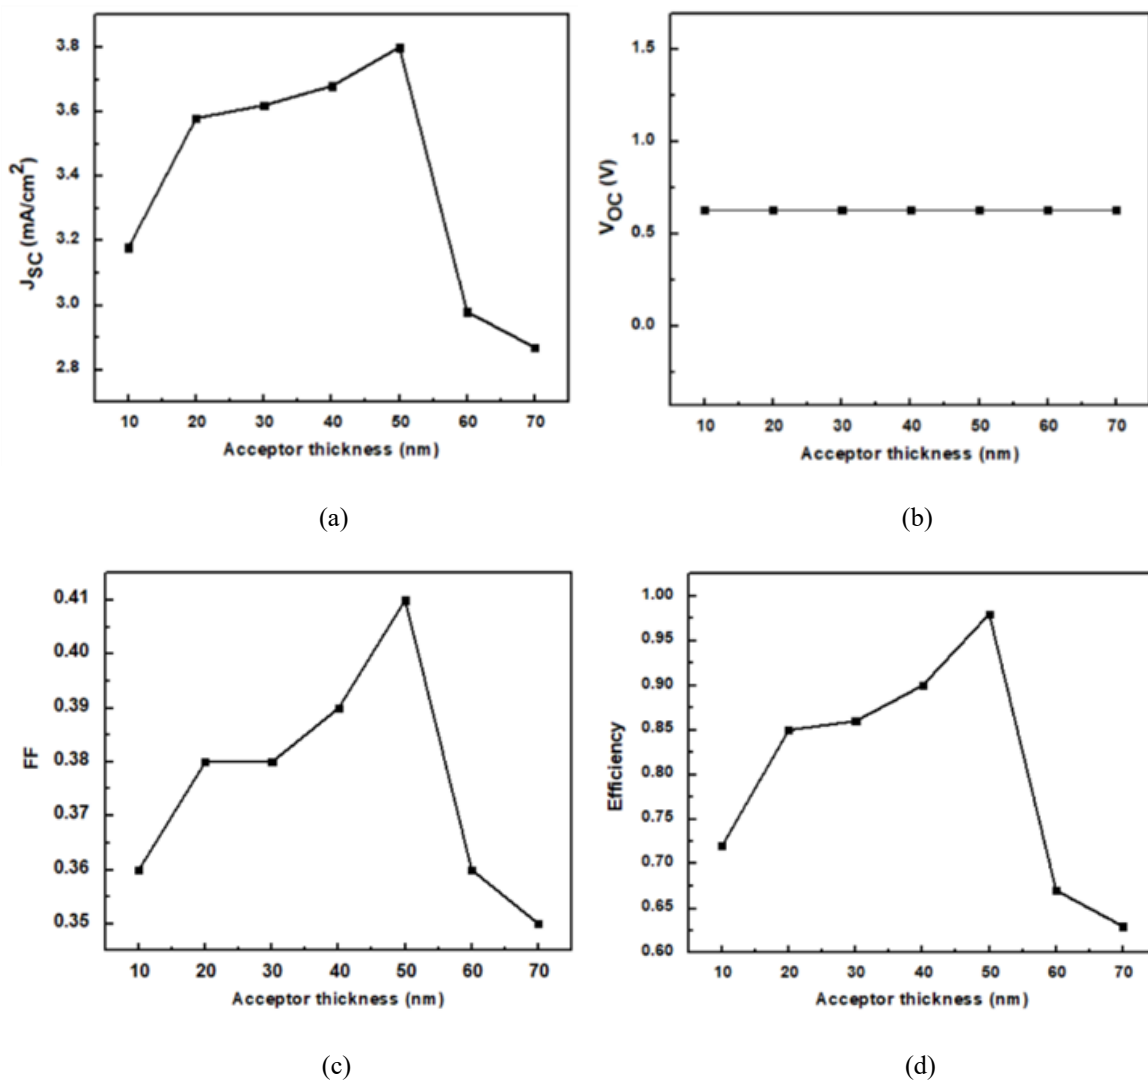 3.8
3.6
3.4
3.2
3.0
2.8
J_SC (mA/cm²)
10 20 30 40 50 60 70
Acceptor thickness (nm)
(a)
1.5
1.0
0.5
0.0
V_OC (V)
10 20 30 40 50 60 70
Acceptor thickness (nm)
(b)
0.41
0.40
0.39
0.38
0.37
0.36
0.35
FF
10 20 30 40 50 60 70
Acceptor thickness (nm)
(c)
1.00
0.95
0.90
0.85
0.80
0.75
0.70
0.65
0.60
Efficiency
10 20 30 40 50 60 70
Acceptor thickness (nm)
(d)